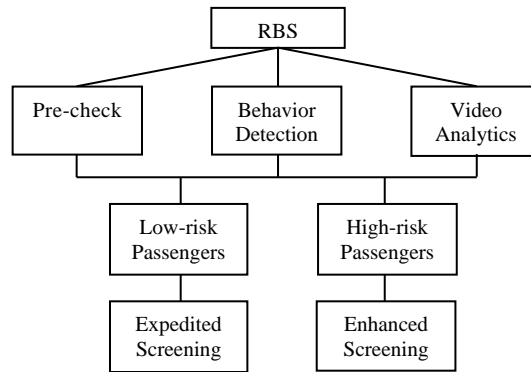 RBS
Pre-check
Behavior
Detection
Video
Analytics
Low-risk
Passengers
High-risk
Passengers
Expedited
Screening
Enhanced
Screening